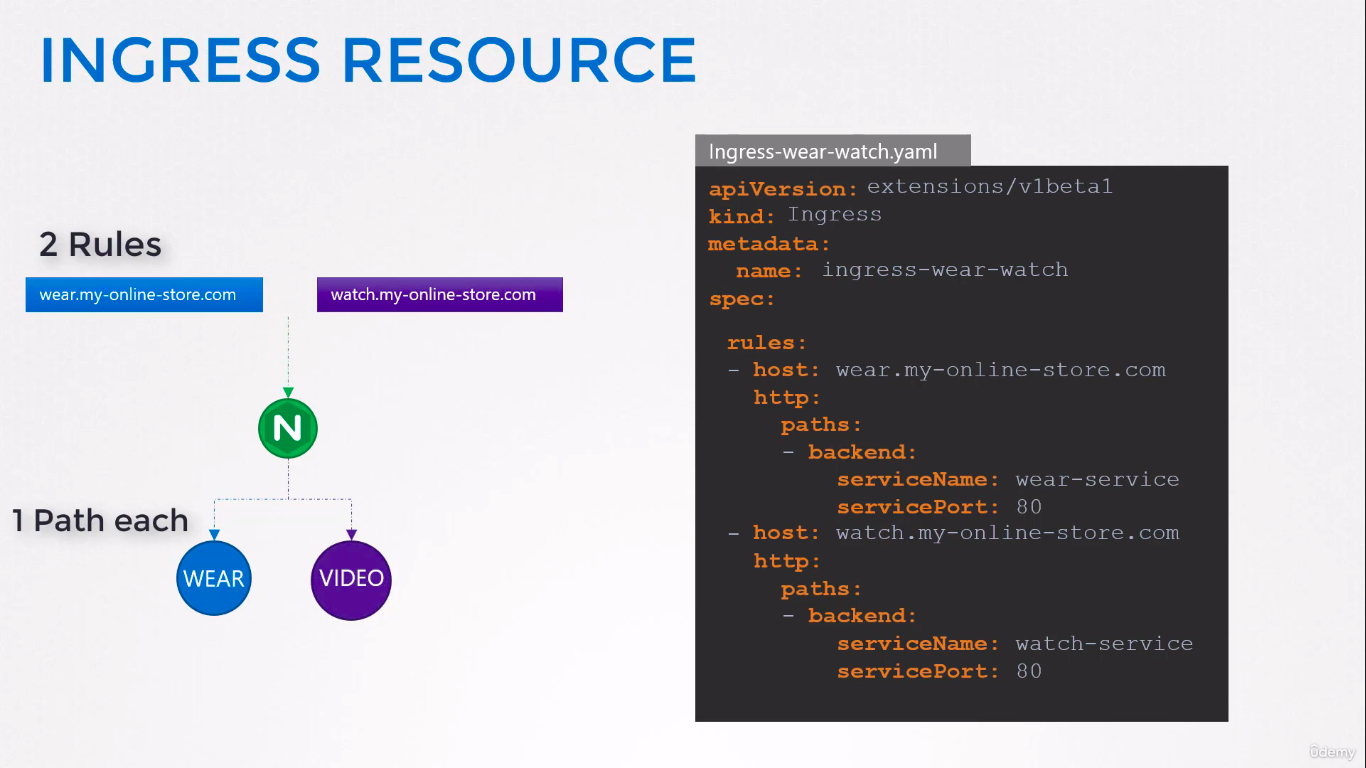 INGRESS RESOURCE
2 Rules
wear.my-online-store.com
watch.my-online-store.com
N
1 Path each
WEAR
VIDEO
Ingress-wear-watch.yaml
apiVersion: extensions/v1beta1
kind: Ingress
metadata:
name: ingress-wear-watch
spec:
rules:
- host: wear.my-online-store.com
http:
paths:
- backend:
serviceName: wear-service
servicePort: 80
- host: watch.my-online-store.com
http:
paths:
- backend:
serviceName: watch-service
servicePort: 80
ûdemy